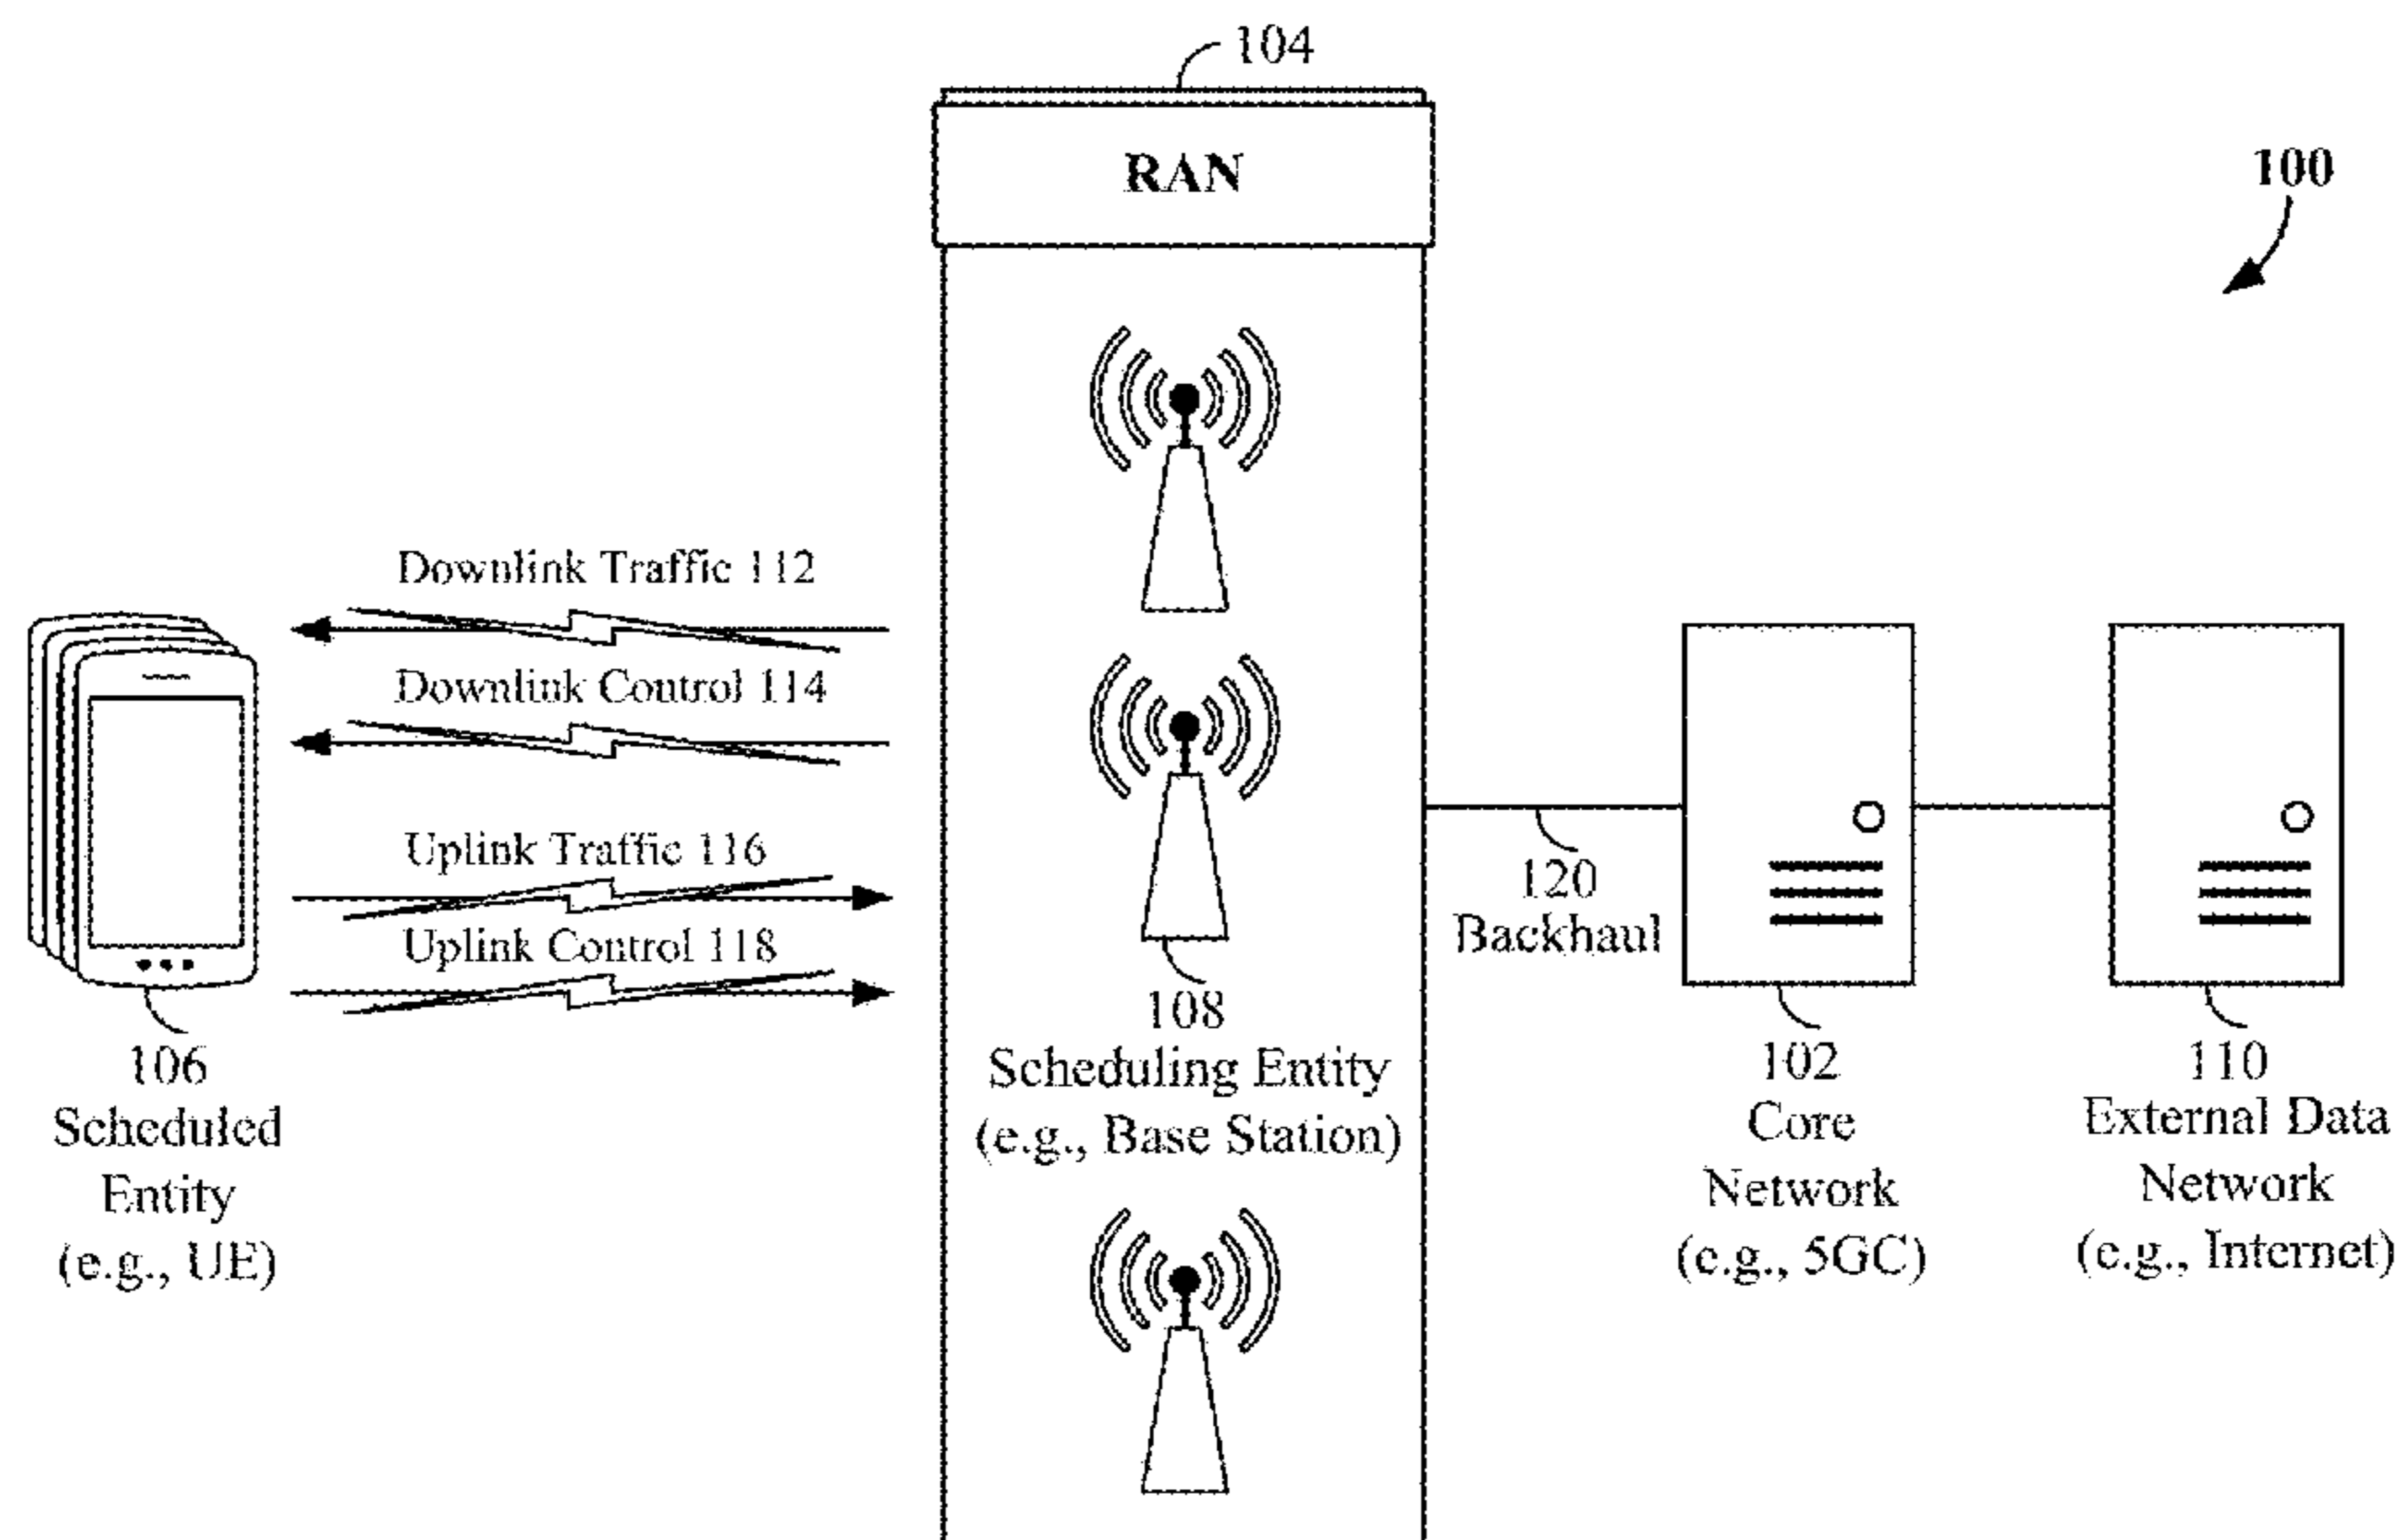 104
RAN
100
Downlink Traffic 112
Downlink Control 114
Uplink Traffic 116
Uplink Control 118
106
Scheduled
Entity
(e.g., UE)
108
Scheduling Entity
(e.g., Base Station)
120
Backhaul
102
Core
Network
(e.g., 5GC)
110
External Data
Network
(e.g., Internet)